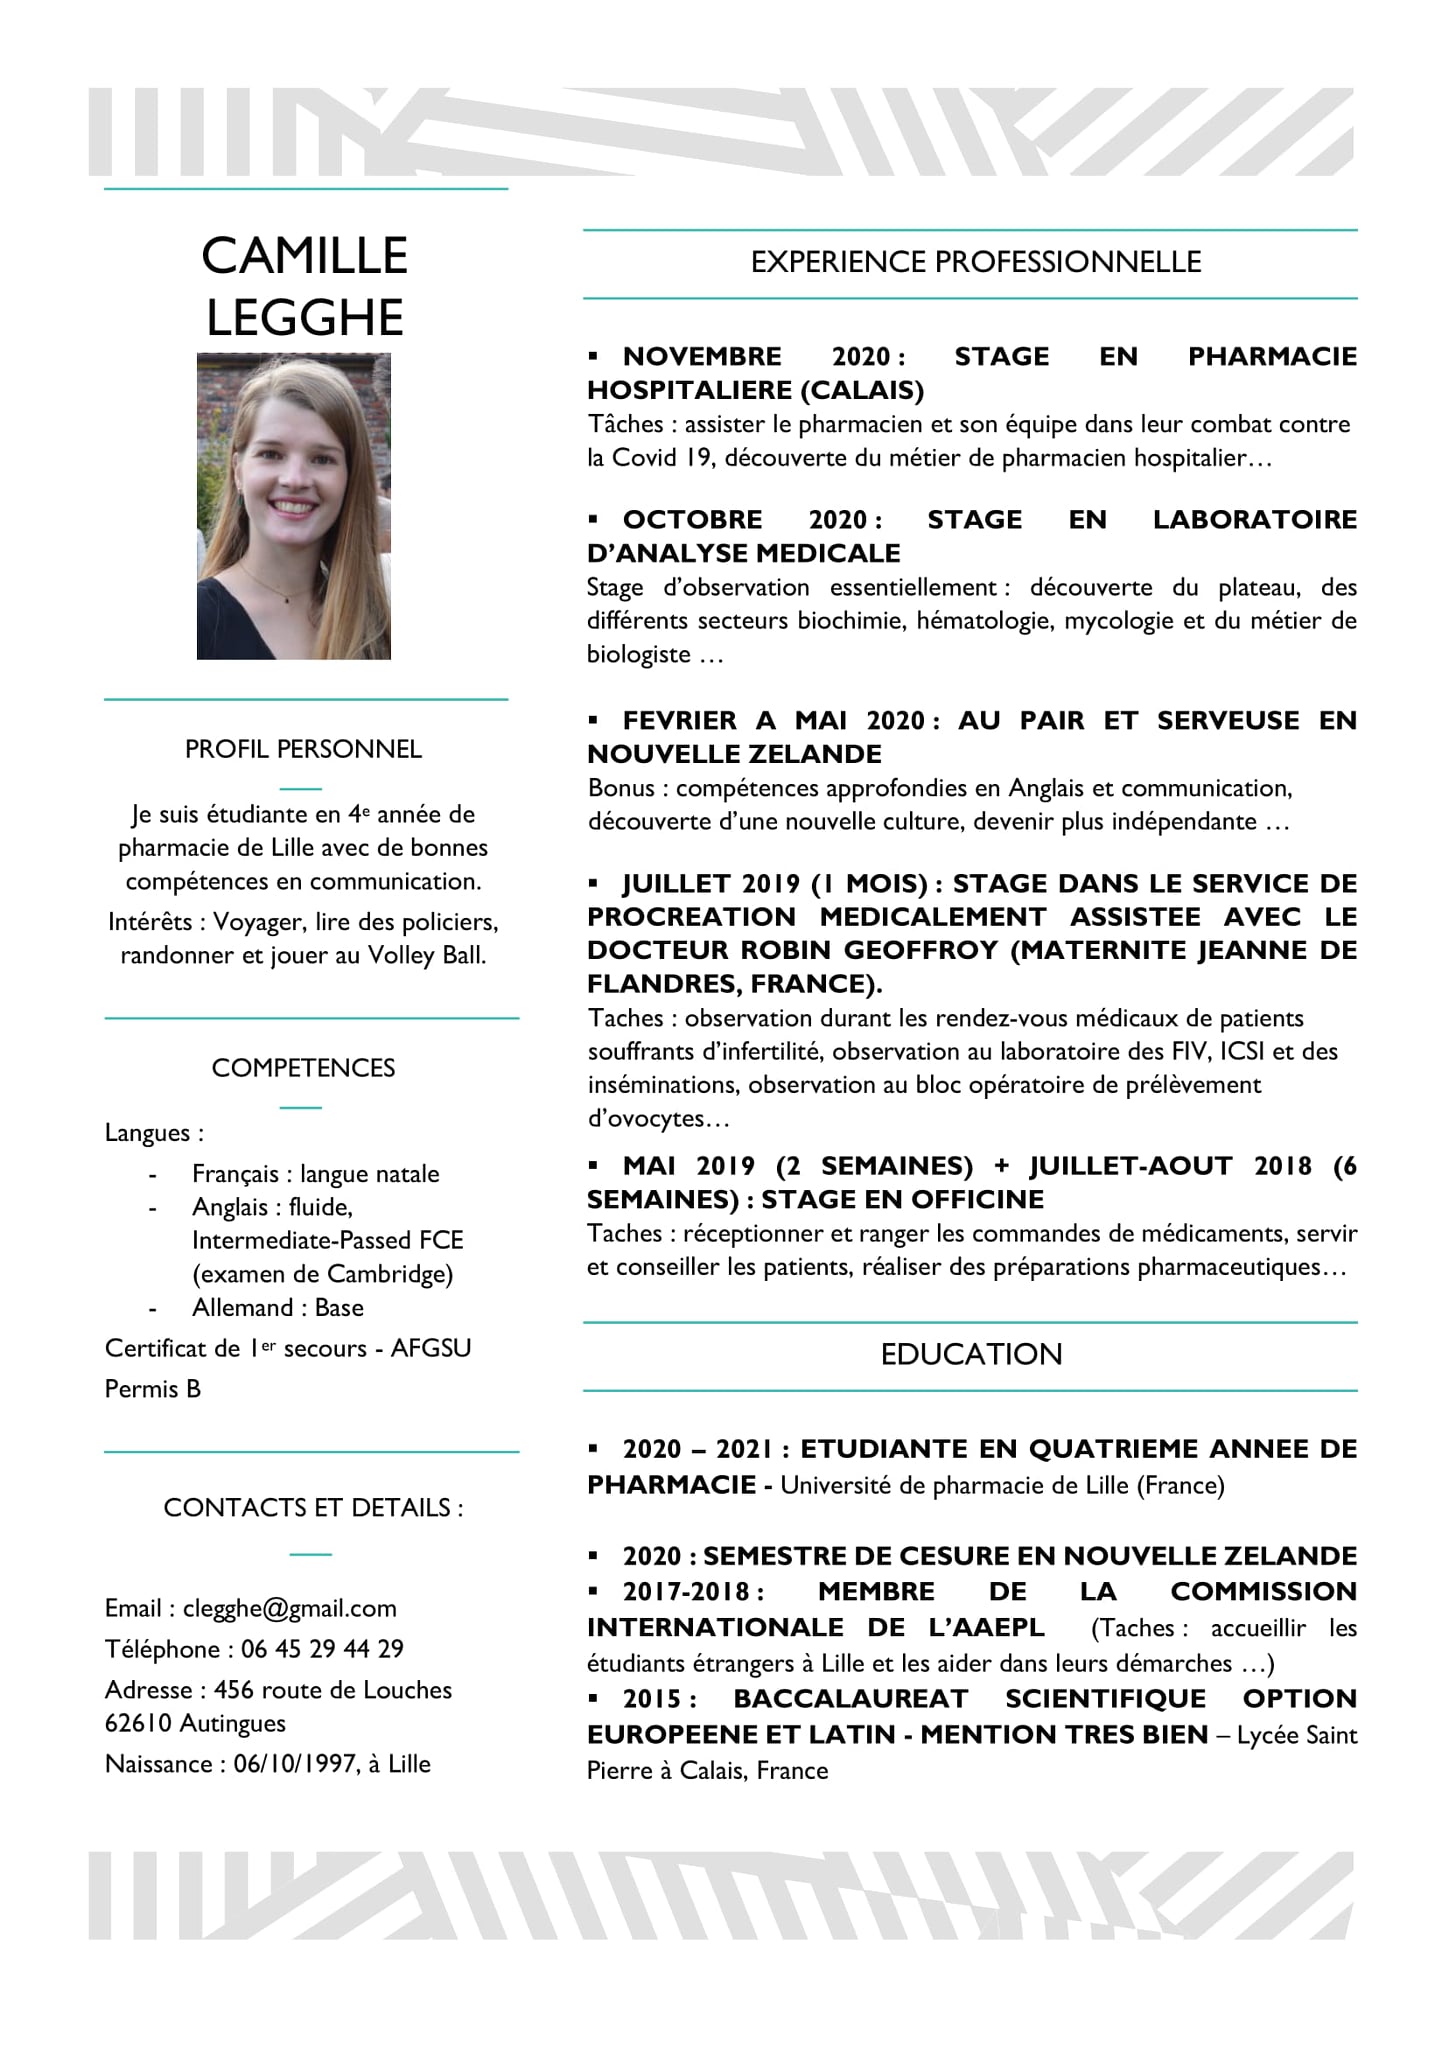 CAMILLE
LEGGHE
PROFIL PERSONNEL
Je suis étudiante en 4e année de
pharmacie de Lille avec de bonnes
compétences en communication.
Intérêts : Voyager, lire des policiers,
randonner et jouer au Volley Ball.
COMPETENCES
Langues :
- Français : langue natale
- Anglais : fluide,
Intermediate-Passed FCE
(examen de Cambridge)
- Allemand : Base
Certificat de 1er secours - AFGSU
Permis B
CONTACTS ET DETAILS :
Email : clegghe@gmail.com
Téléphone : 06 45 29 44 29
Adresse : 456 route de Louches
62610 Autingues
Naissance : 06/10/1997, à Lille
EXPERIENCE PROFESSIONNELLE
▪ NOVEMBRE 2020 : STAGE EN PHARMACIE
HOSPITALIERE (CALAIS)
Tâches : assister le pharmacien et son équipe dans leur combat contre
la Covid 19, découverte du métier de pharmacien hospitalier…
▪ OCTOBRE 2020 : STAGE EN LABORATOIRE
D’ANALYSE MEDICALE
Stage d’observation essentiellement : découverte du plateau, des
différents secteurs biochimie, hématologie, mycologie et du métier de
biologiste …
▪ FEVRIER A MAI 2020 : AU PAIR ET SERVEUSE EN
NOUVELLE ZELANDE
Bonus : compétences approfondies en Anglais et communication,
découverte d’une nouvelle culture, devenir plus indépendante …
▪ JUILLET 2019 (1 MOIS) : STAGE DANS LE SERVICE DE
PROCREATION MEDICALEMENT ASSISTEE AVEC LE
DOCTEUR ROBIN GEOFFROY (MATERNITE JEANNE DE
FLANDRES, FRANCE).
Taches : observation durant les rendez-vous médicaux de patients
souffrants d’infertilité, observation au laboratoire des FIV, ICSI et des
inséminations, observation au bloc opératoire de prélèvement
d’ovocytes…
▪ MAI 2019 (2 SEMAINES) + JUILLET-AOUT 2018 (6
SEMAINES) : STAGE EN OFFICINE
Taches : réceptionner et ranger les commandes de médicaments, servir
et conseiller les patients, réaliser des préparations pharmaceutiques…
EDUCATION
▪ 2020 – 2021 : ETUDIANTE EN QUATRIEME ANNEE DE
PHARMACIE - Université de pharmacie de Lille (France)
▪ 2020 : SEMESTRE DE CESURE EN NOUVELLE ZELANDE
▪ 2017-2018 : MEMBRE DE LA COMMISSION
INTERNATIONALE DE L’AAEPL (Taches : accueillir les
étudiants étrangers à Lille et les aider dans leurs démarches …)
▪ 2015 : BACCALAUREAT SCIENTIFIQUE OPTION
EUROPEENE ET LATIN - MENTION TRES BIEN – Lycée Saint
Pierre à Calais, France